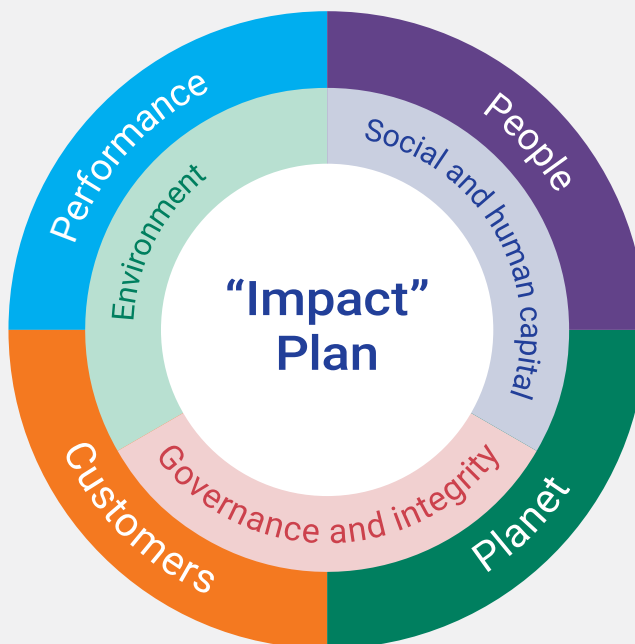 Performance
People
Environment
Social and human capital
“Impact”
Plan
Governance and integrity
Customers
Planet